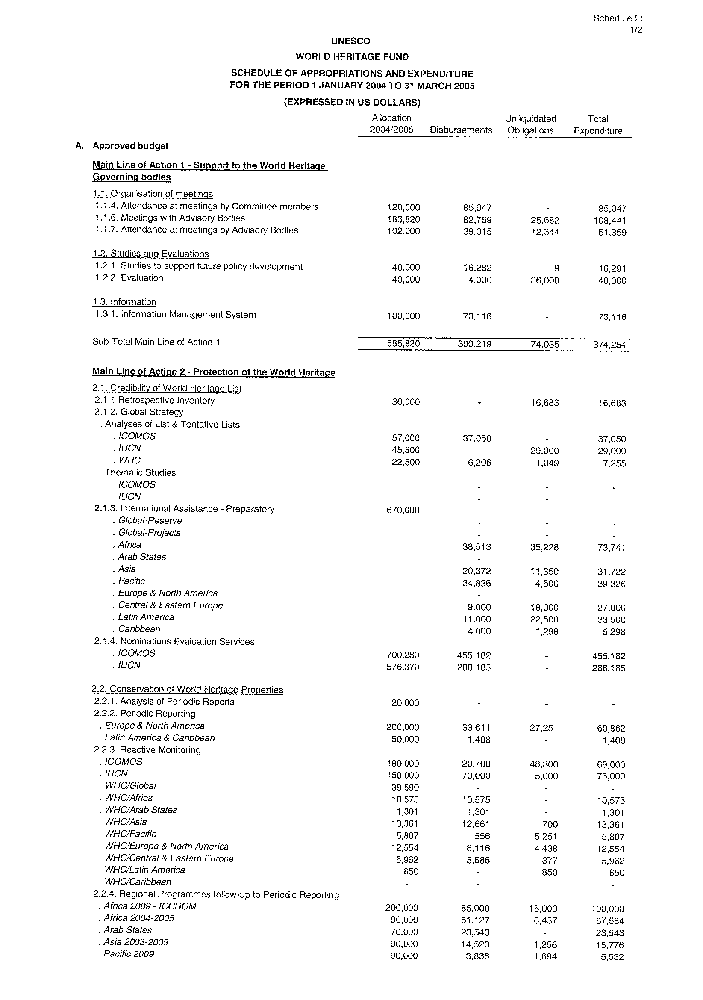 Schedule I.I
1/2
UNESCO
WORLD HERITAGE FUND
SCHEDULE OF APPROPRIATIONS AND EXPENDITURE
FOR THE PERIOD 1 JANUARY 2004 TO 31 MARCH 2005
(EXPRESSED IN US DOLLARS)
Allocation Unliquidated Total
2004/2005 Disbursements Obligations Expenditure
A. Approved budget
Main Line of Action 1 - Support to the World Heritage
Governing bodies
1.1. Organisation of meetings
1.1.4. Attendance at meetings by Committee members 120,000 85,047 - 85,047
1.1.6. Meetings with Advisory Bodies 183,820 82,759 25,682 108,441
1.1.7. Attendance at meetings by Advisory Bodies 102,000 39,015 12,344 51,359
1.2. Studies and Evaluations
1.2.1. Studies to support future policy development 40,000 16,282 9 16,291
1.2.2. Evaluation 40,000 4,000 36,000 40,000
1.3. Information
1.3.1. Information Management System 100,000 73,116 - 73,116
Sub-Total Main Line of Action 1 585,820 300,219 74,035 374,254
Main Line of Action 2 - Protection of the World Heritage
2.1. Credibility of World Heritage List
2.1.1 Retrospective Inventory 30,000 - 16,683 16,683
2.1.2. Global Strategy
. Analyses of List & Tentative Lists
. ICOMOS 57,000 37,050 - 37,050
. IUCN 45,500 - 29,000 29,000
. WHC 22,500 6,206 1,049 7,255
. Thematic Studies
. ICOMOS - - - -
. IUCN - - - -
2.1.3. International Assistance - Preparatory 670,000
. Global-Reserve - - -
. Global-Projects - - -
. Africa 38,513 35,228 73,741
. Arab States - - -
. Asia 20,372 11,350 31,722
. Pacific 34,826 4,500 39,326
. Europe & North America - - -
. Central & Eastern Europe 9,000 18,000 27,000
. Latin America 11,000 22,500 33,500
. Caribbean 4,000 1,298 5,298
2.1.4. Nominations Evaluation Services
. ICOMOS 700,280 455,182 - 455,182
. IUCN 576,370 288,185 - 288,185
2.2. Conservation of World Heritage Properties
2.2.1. Analysis of Periodic Reports 20,000 - - -
2.2.2. Periodic Reporting
. Europe & North America 200,000 33,611 27,251 60,862
. Latin America & Caribbean 50,000 1,408 - 1,408
2.2.3. Reactive Monitoring
. ICOMOS 180,000 20,700 48,300 69,000
. IUCN 150,000 70,000 5,000 75,000
. WHC/Global 39,590 - - -
. WHC/Africa 10,575 10,575 - 10,575
. WHC/Arab States 1,301 1,301 - 1,301
. WHC/Asia 13,361 12,661 700 13,361
. WHC/Pacific 5,807 556 5,251 5,807
. WHC/Europe & North America 12,554 8,116 4,438 12,554
. WHC/Central & Eastern Europe 5,962 5,585 377 5,962
. WHC/Latin America 850 - 850 850
. WHC/Caribbean - - - -
2.2.4. Regional Programmes follow-up to Periodic Reporting
. Africa 2009 - ICCROM 200,000 85,000 15,000 100,000
. Africa 2004-2005 90,000 51,127 6,457 57,584
. Arab States 70,000 23,543 - 23,543
. Asia 2003-2009 90,000 14,520 1,256 15,776
. Pacific 2009 90,000 3,838 1,694 5,532